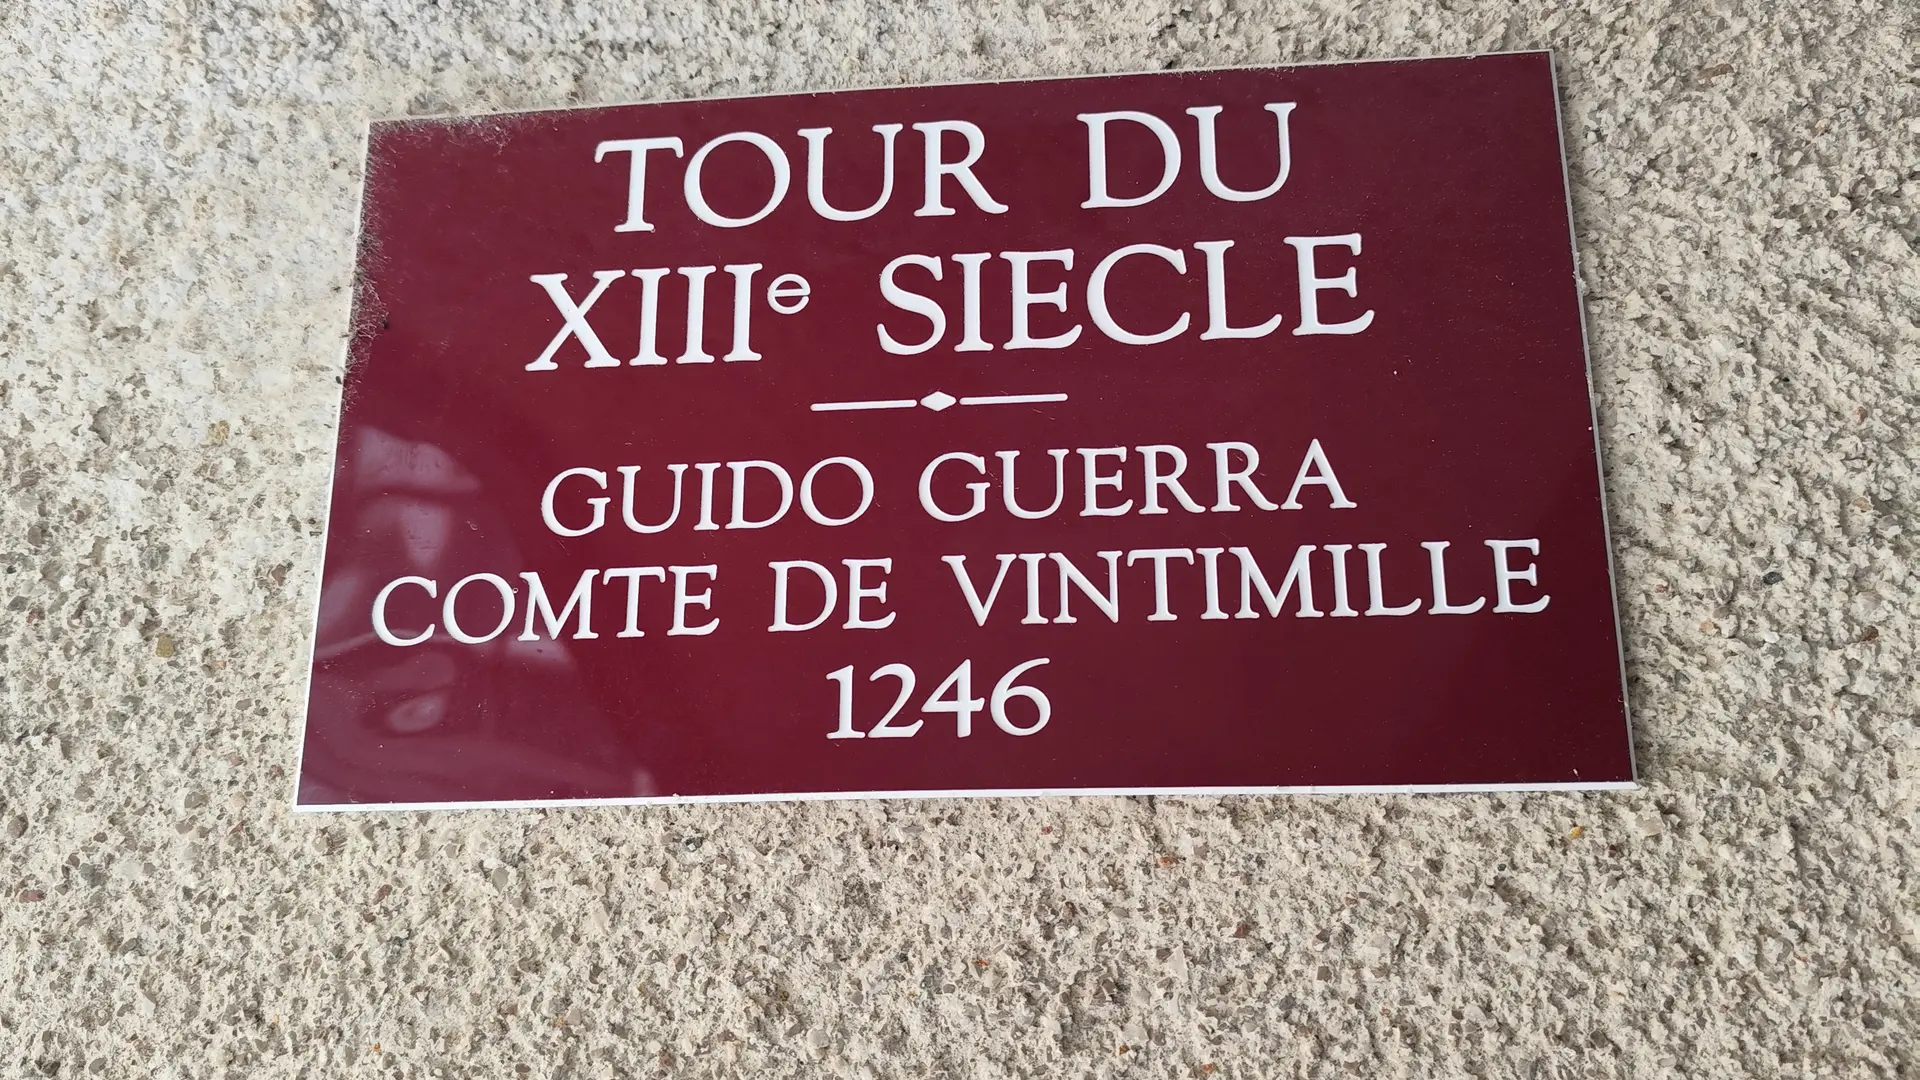 TOUR DU
XIIIe SIECLE
GUIDO GUERRA
COMTE DE VINTIMILLE
1246